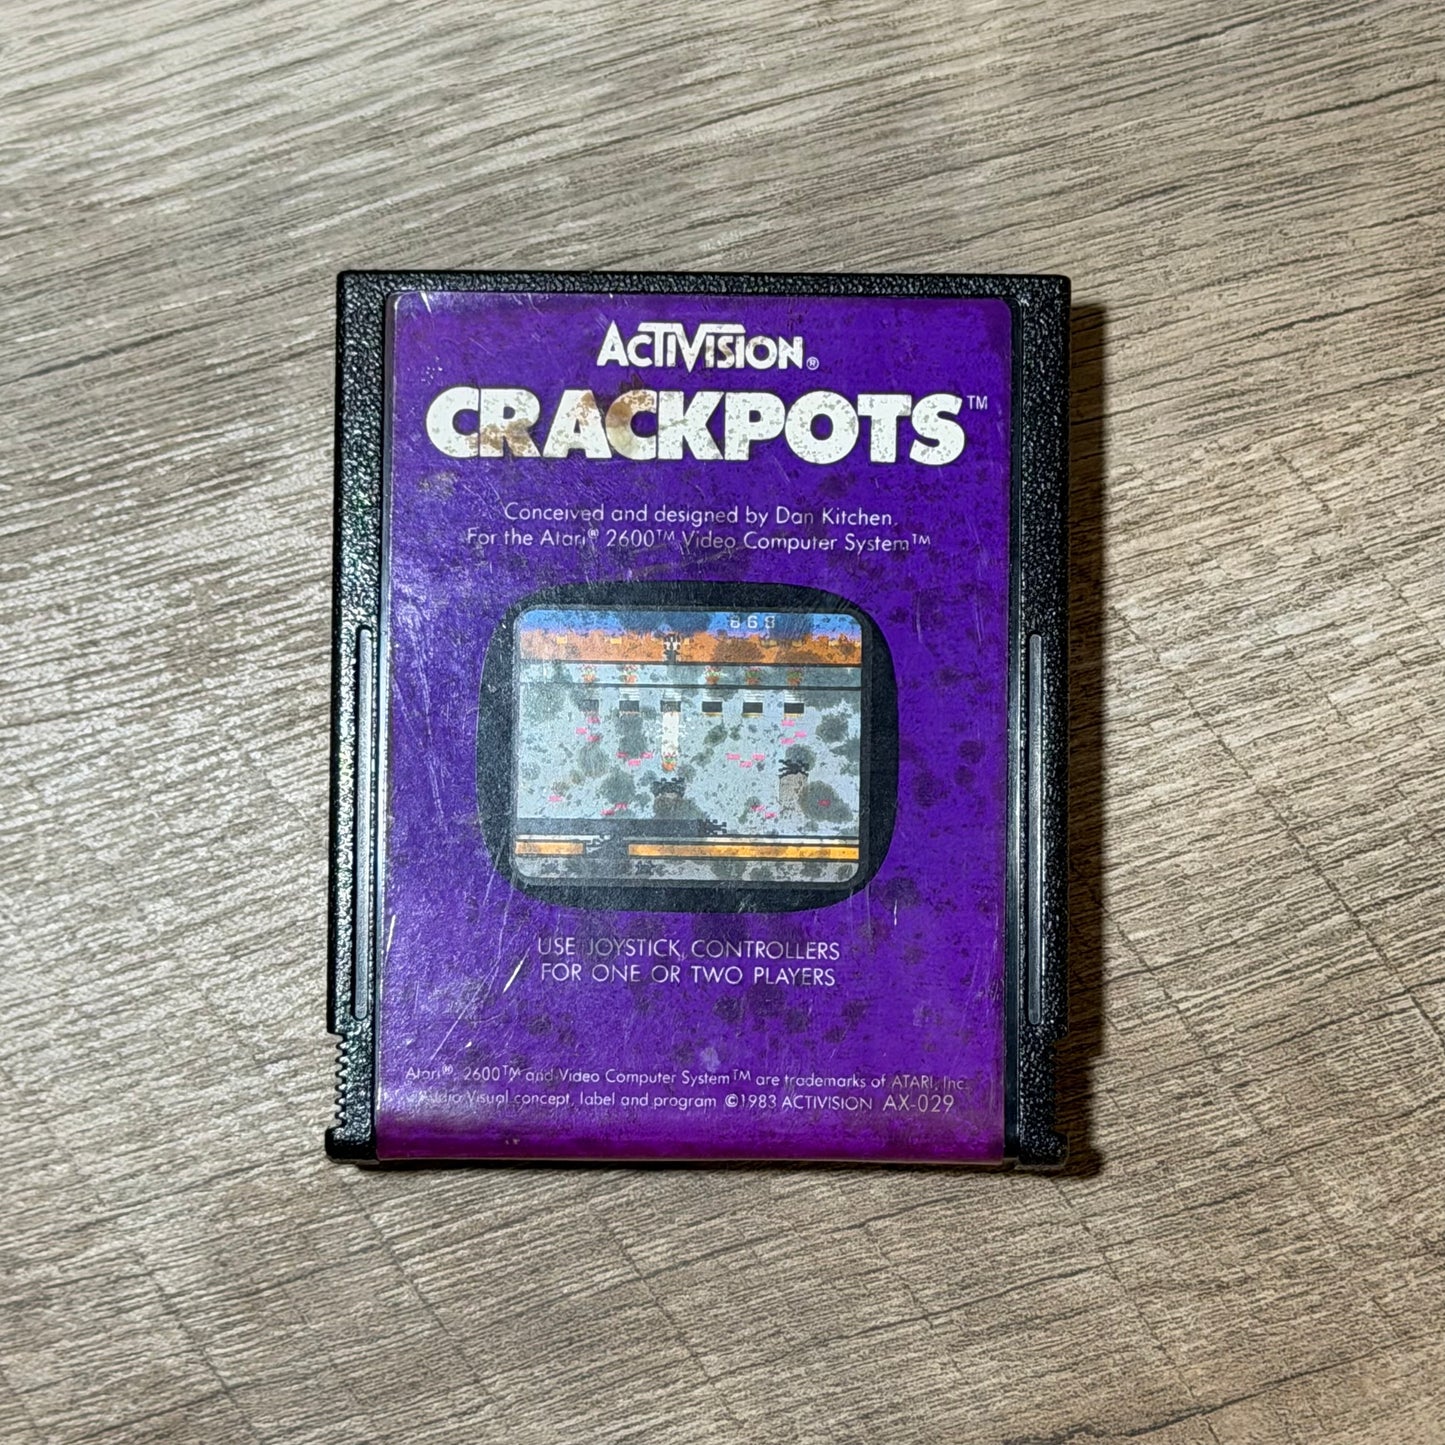 ACTIVISION®
CRACKPOTS™
Conceived and designed by Dan Kitchen.
For the Atari® 2600™ Video Computer System™
868
USE JOYSTICK CONTROLLERS
FOR ONE OR TWO PLAYERS
Atari®, 2600™ and Video Computer System™ are trademarks of ATARI, Inc.
Audio Visual concept, label and program ©1983 ACTIVISION AX-029